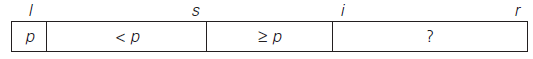 l s i r
p < p ≥ p ?